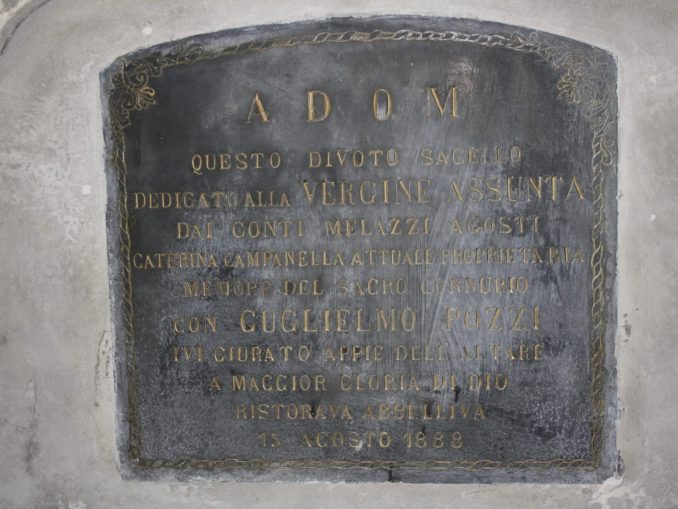 A D O M
QUESTO DIVOTO SACELLO
DEDICATO ALLA VERGINE ASSUNTA
DAI CONTI MELAZZI AGOSTI
CATERINA CAMPANELLA ATTUALE PROPRIETARIA
MEMORE DEL SACRO CONNUBIO
CON GUGLIELMO POZZI
IVI GIURATO APPIE DELL'ALTARE
A MAGGIOR GLORIA DI DIO
RISTORAVA ABBELLIVA
15 AGOSTO 1888